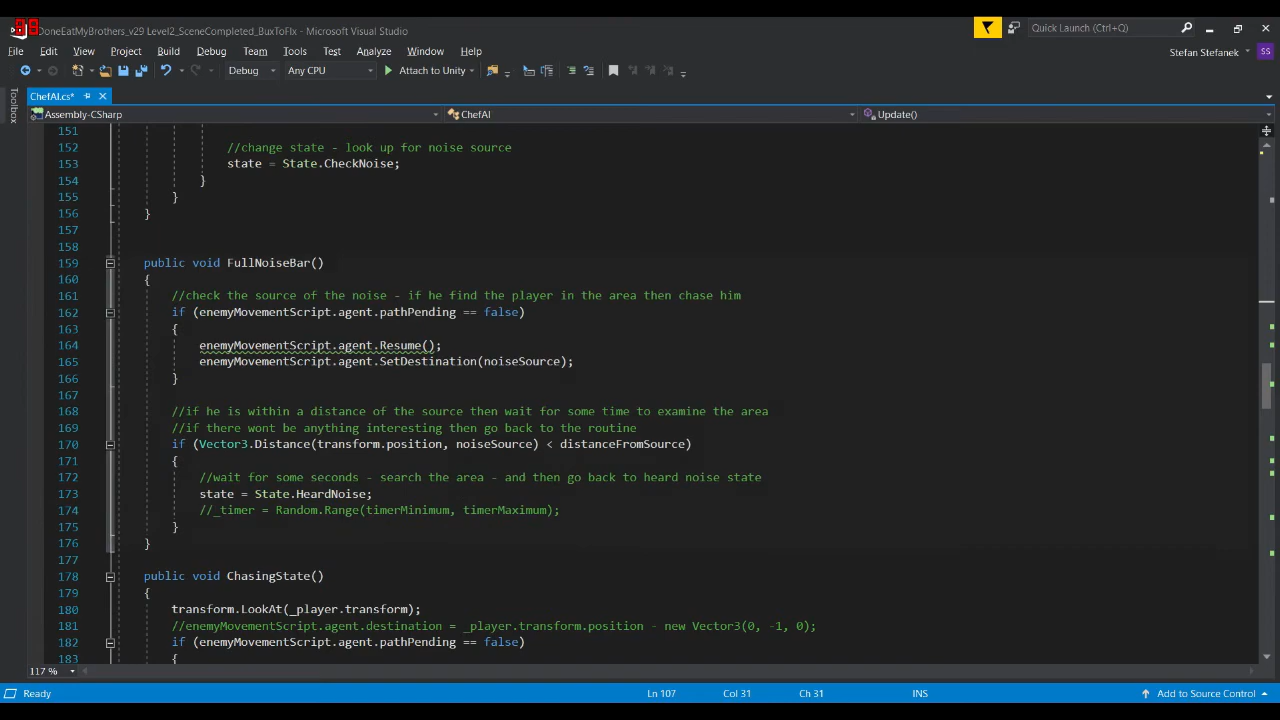 99
DoneEatMyBrothers_v29 Level2_SceneCompleted_BuxToFIx - Microsoft Visual Studio
Quick Launch (Ctrl+Q)
File Edit View Project Build Debug Team Tools Test Analyze Window Help
Stefan Stefanek SS
Debug Any CPU Attach to Unity
Toolbox
ChefAI.cs*
Assembly-CSharp ChefAI Update()
151
152 //change state - look up for noise source
153 state = State.CheckNoise;
154 }
155 }
156 }
157
158
159 public void FullNoiseBar()
160 {
161 //check the source of the noise - if he find the player in the area then chase him
162 if (enemyMovementScript.agent.pathPending == false)
163 {
164 enemyMovementScript.agent.Resume();
165 enemyMovementScript.agent.SetDestination(noiseSource);
166 }
167
168 //if he is within a distance of the source then wait for some time to examine the area
169 //if there wont be anything interesting then go back to the routine
170 if (Vector3.Distance(transform.position, noiseSource) < distanceFromSource)
171 {
172 //wait for some seconds - search the area - and then go back to heard noise state
173 state = State.HeardNoise;
174 //_timer = Random.Range(timerMinimum, timerMaximum);
175 }
176 }
177
178 public void ChasingState()
179 {
180 transform.LookAt(_player.transform);
181 //enemyMovementScript.agent.destination = _player.transform.position - new Vector3(0, -1, 0);
182 if (enemyMovementScript.agent.pathPending == false)
183 {
117 %
Ready Ln 107 Col 31 Ch 31 INS Add to Source Control